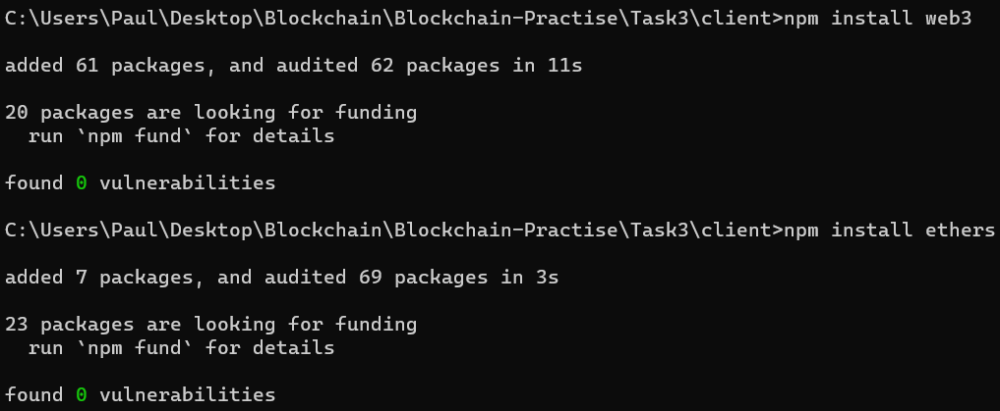 C:\Users\Paul\Desktop\Blockchain\Blockchain-Practise\Task3\client>npm install web3
added 61 packages, and audited 62 packages in 11s
20 packages are looking for funding
  run `npm fund` for details
found 0 vulnerabilities
C:\Users\Paul\Desktop\Blockchain\Blockchain-Practise\Task3\client>npm install ethers
added 7 packages, and audited 69 packages in 3s
23 packages are looking for funding
  run `npm fund` for details
found 0 vulnerabilities